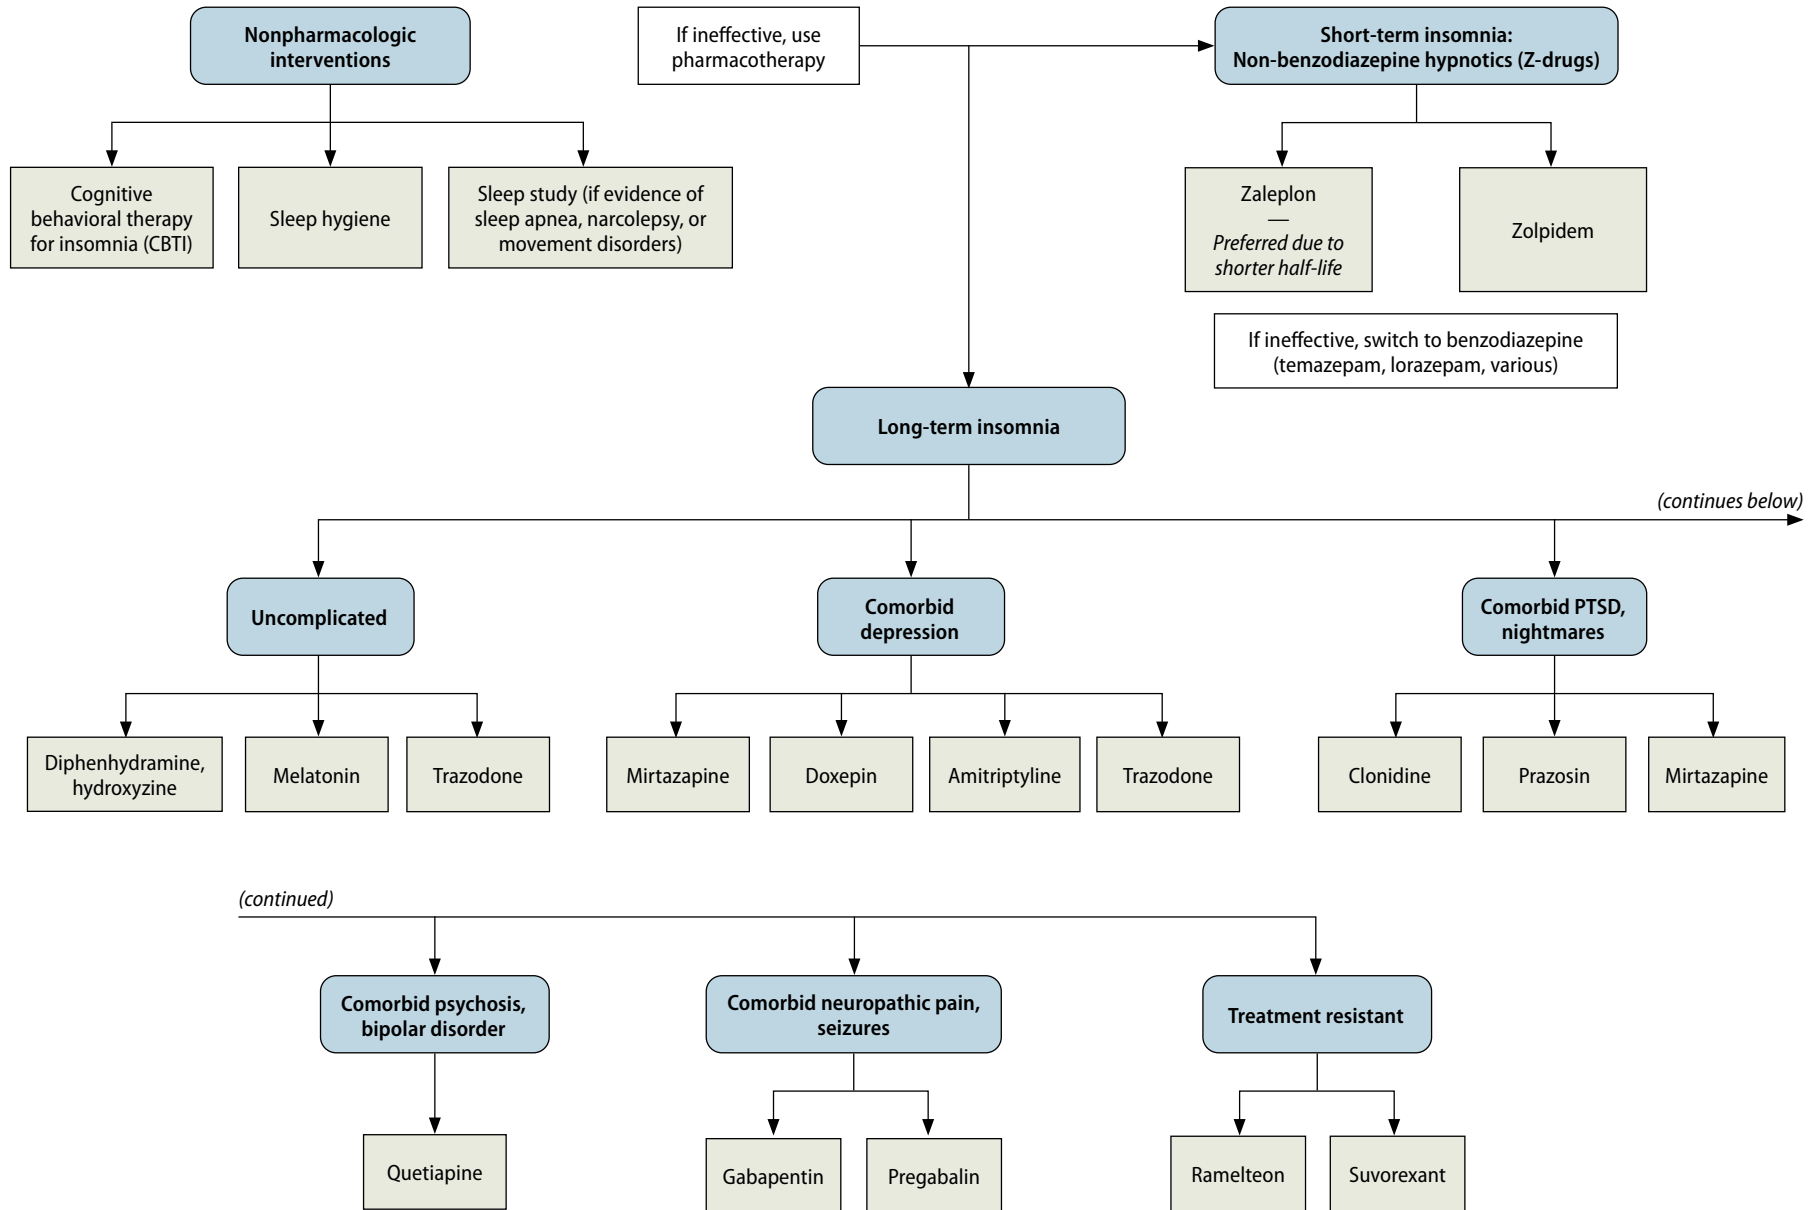 Nonpharmacologic
interventions
If ineffective, use
pharmacotherapy
Short-term insomnia:
Non-benzodiazepine hypnotics (Z-drugs)
Cognitive
behavioral therapy
for insomnia (CBTI)
Sleep hygiene
Sleep study (if evidence of
sleep apnea, narcolepsy, or
movement disorders)
Zaleplon
—
Preferred due to
shorter half-life
Zolpidem
If ineffective, switch to benzodiazepine
(temazepam, lorazepam, various)
Long-term insomnia
(continues below)
Uncomplicated
Comorbid
depression
Comorbid PTSD,
nightmares
Diphenhydramine,
hydroxyzine
Melatonin
Trazodone
Mirtazapine
Doxepin
Amitriptyline
Trazodone
Clonidine
Prazosin
Mirtazapine
(continued)
Comorbid psychosis,
bipolar disorder
Comorbid neuropathic pain,
seizures
Treatment resistant
Quetiapine
Gabapentin
Pregabalin
Ramelteon
Suvorexant